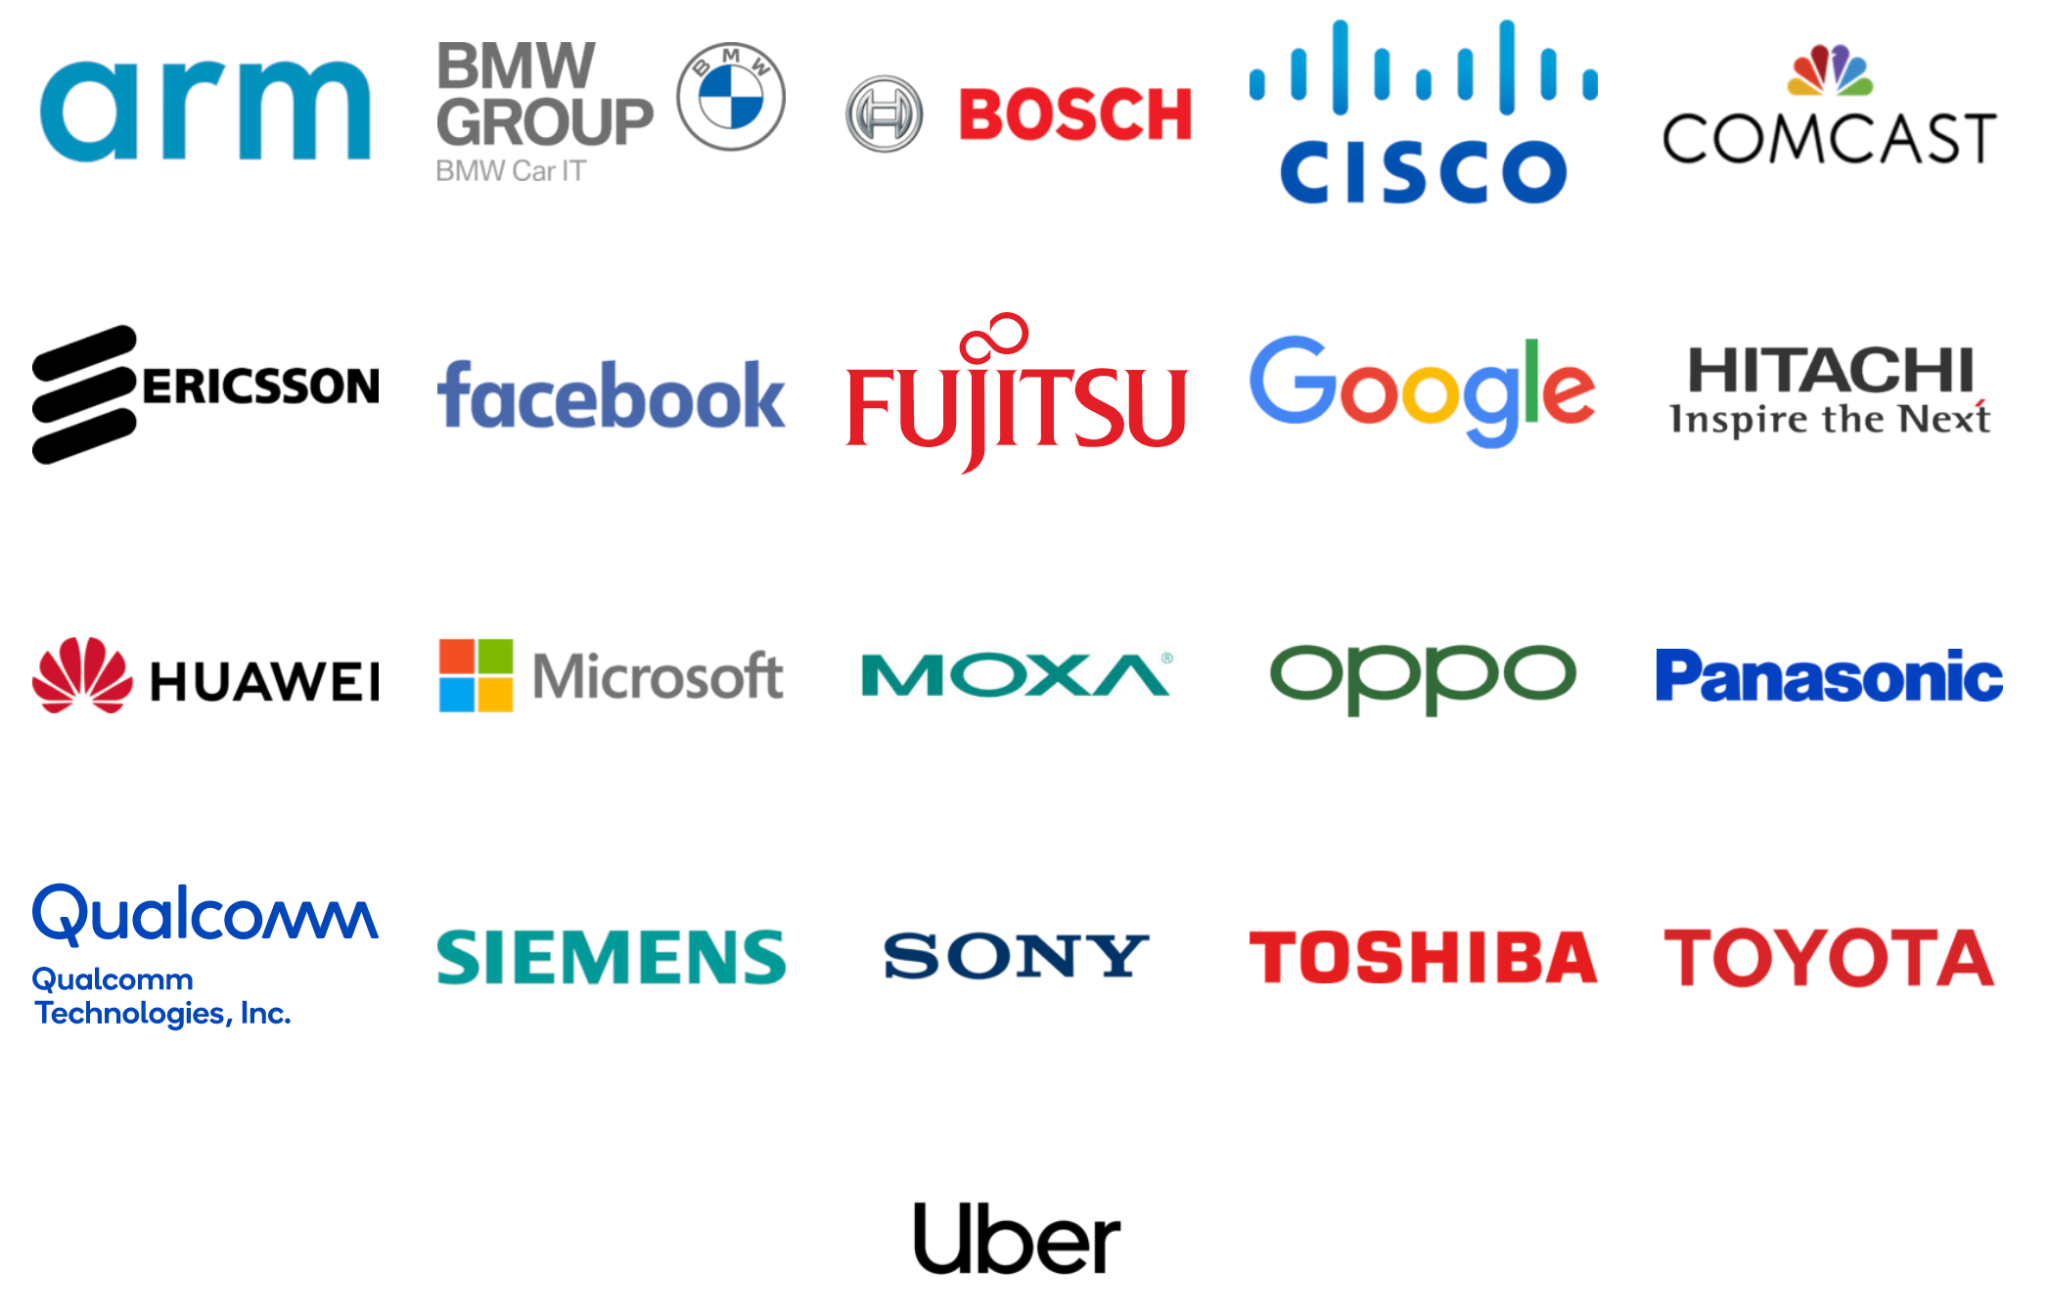 arm
BMW
GROUP
BMW Car IT
BMW
BOSCH
CISCO
COMCAST
ERICSSON
facebook
FUJITSU
Google
HITACHI
Inspire the Next
HUAWEI
Microsoft
MOXA®
oppo
Panasonic
Qualcomm
Qualcomm
Technologies, Inc.
SIEMENS
SONY
TOSHIBA
TOYOTA
Uber